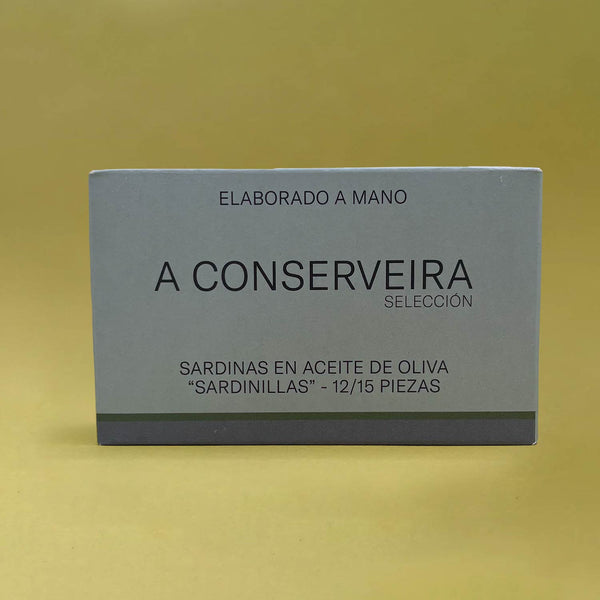 ELABORADO A MANO
A CONSERVEIRA
SELECCIÓN
SARDINAS EN ACEITE DE OLIVA
“SARDINILLAS” - 12/15 PIEZAS